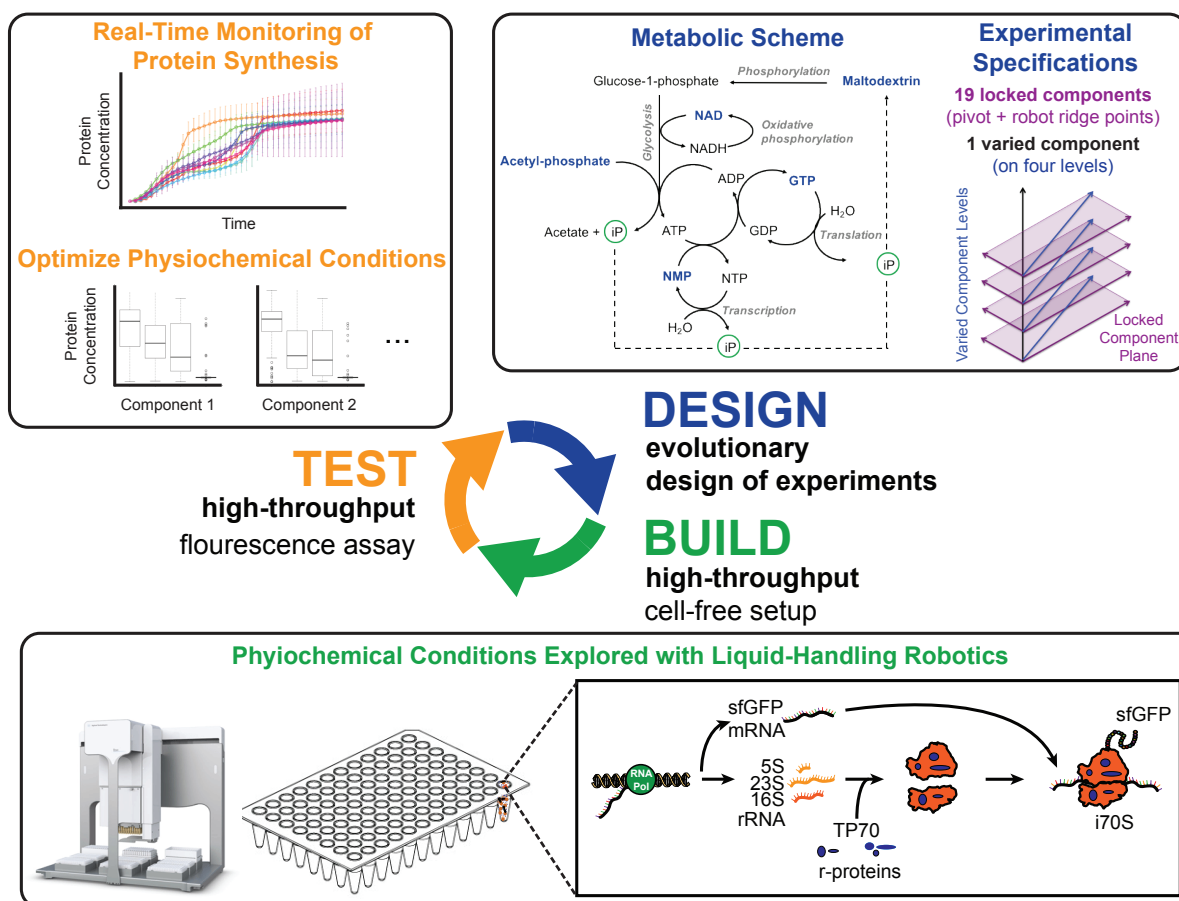 Real-Time Monitoring of
Protein Synthesis
Protein
Concentration
Time
Optimize Physiochemical Conditions
Protein
Concentration
Component 1
Component 2
...
Metabolic Scheme
Glucose-1-phosphate
Phosphorylation
Maltodextrin
Glycolysis
NAD
NADH
Oxidative
phosphorylation
Acetyl-phosphate
ADP
GTP
Acetate + iP
ATP
GDP
H2O
Translation
iP
NMP
NTP
H2O
Transcription
iP
Experimental
Specifications
19 locked components
(pivot + robot ridge points)
1 varied component
(on four levels)
Varied Component Levels
Locked
Component
Plane
TEST
high-throughput
flourescence assay
DESIGN
evolutionary
design of experiments
BUILD
high-throughput
cell-free setup
Phyiochemical Conditions Explored with Liquid-Handling Robotics
RNA
Pol
sfGFP
mRNA
5S
23S
16S
rRNA
TP70
r-proteins
sfGFP
i70S